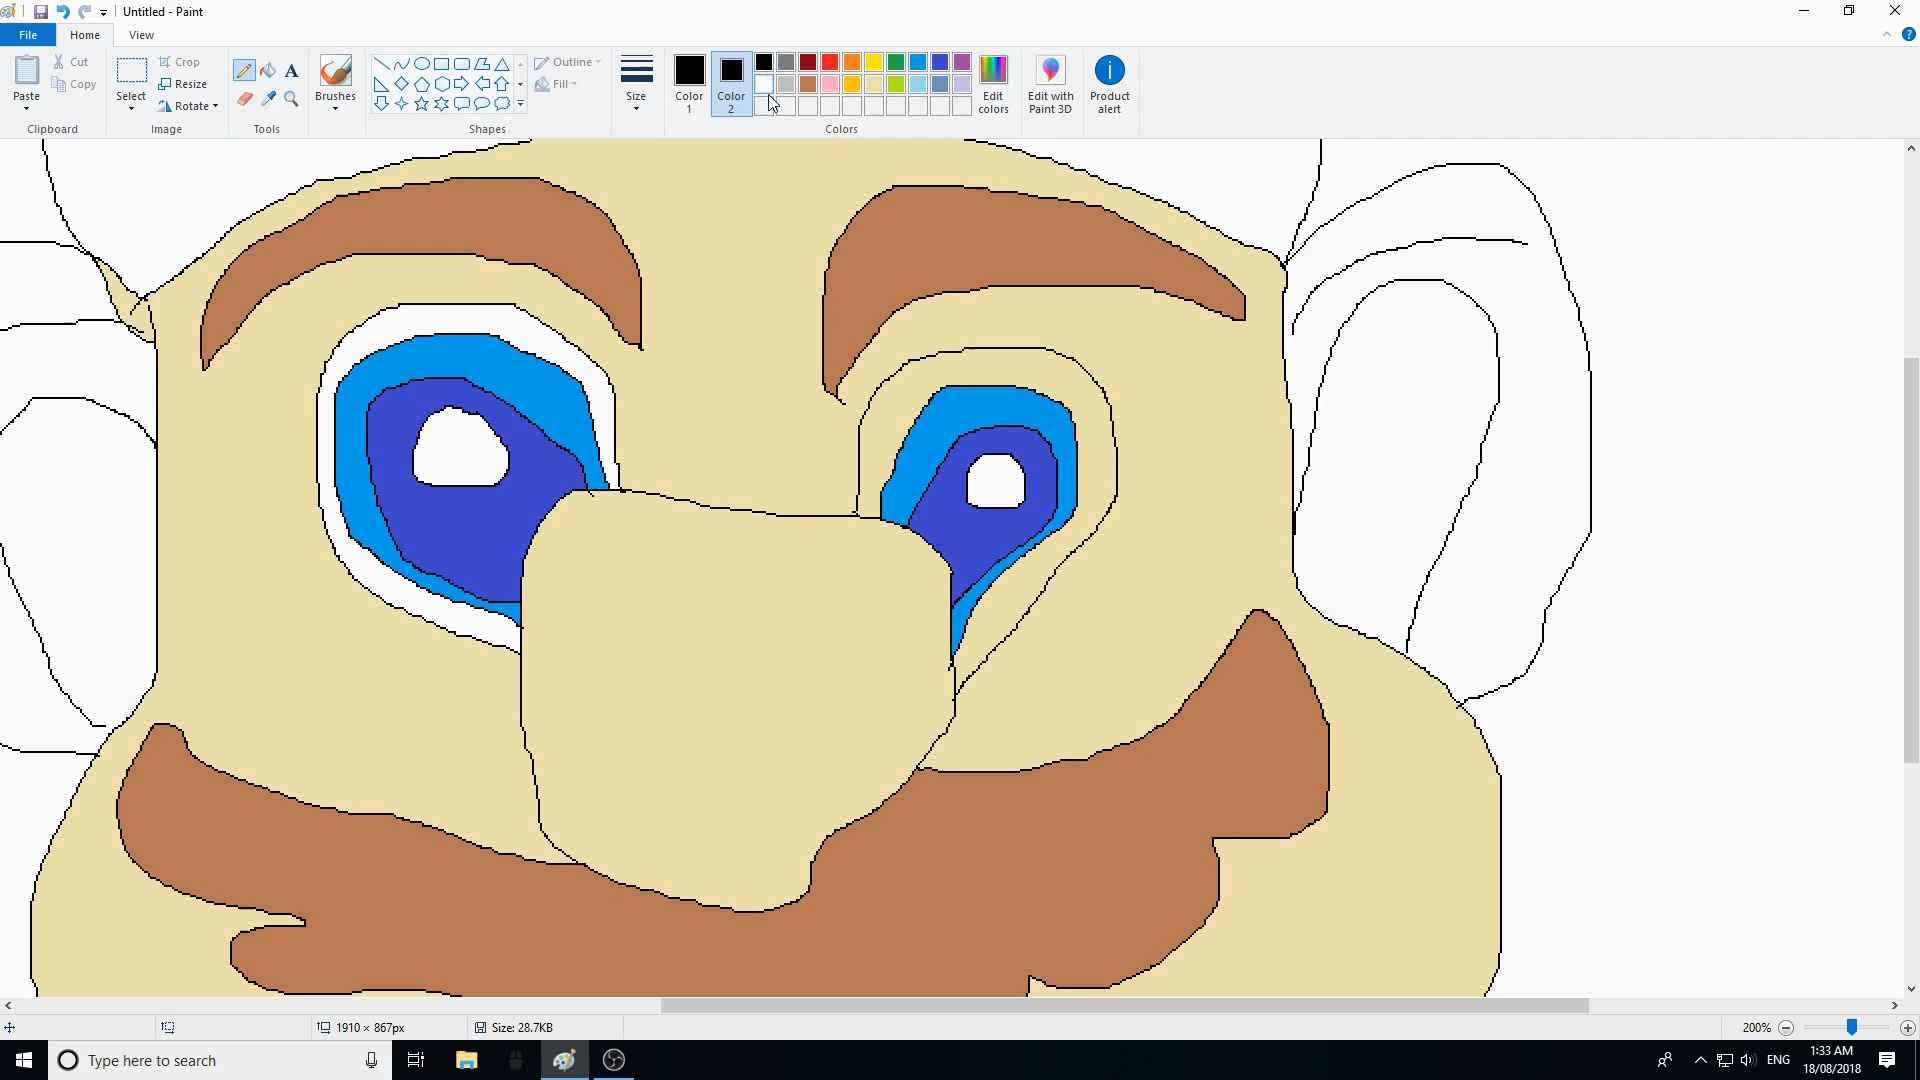 Untitled - Paint
File Home View
Paste
Cut
Copy
Clipboard
Select
Crop
Resize
Rotate
Image
Tools
Brushes
Shapes
Outline
Fill
Size
Color 1
Color 2
Colors
Edit colors
Edit with Paint 3D
Product alert
1910 × 867px
Size: 28.7KB
200%
Type here to search
ENG
1:33 AM
18/08/2018